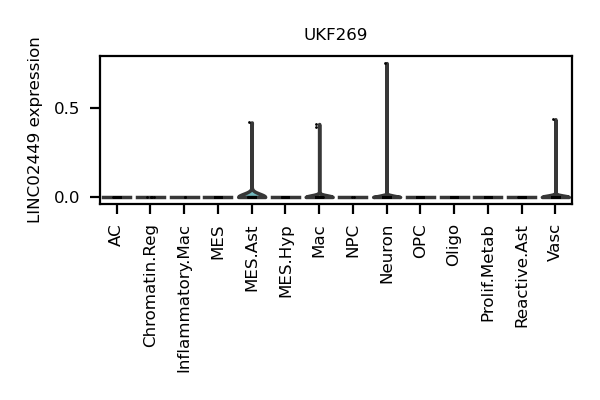 UKF269
LINC02449 expression
0.5
0.0
AC
Chromatin.Reg
Inflammatory.Mac
MES
MES.Ast
MES.Hyp
Mac
NPC
Neuron
OPC
Oligo
Prolif.Metab
Reactive.Ast
Vasc